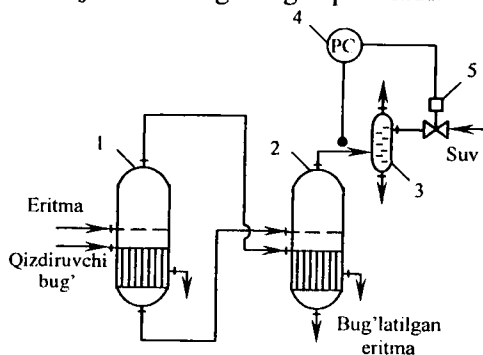 4
PC
5
1
2
Suv
3
Eritma
Qizdiruvchi
bug'
Bug'latilgan
eritma